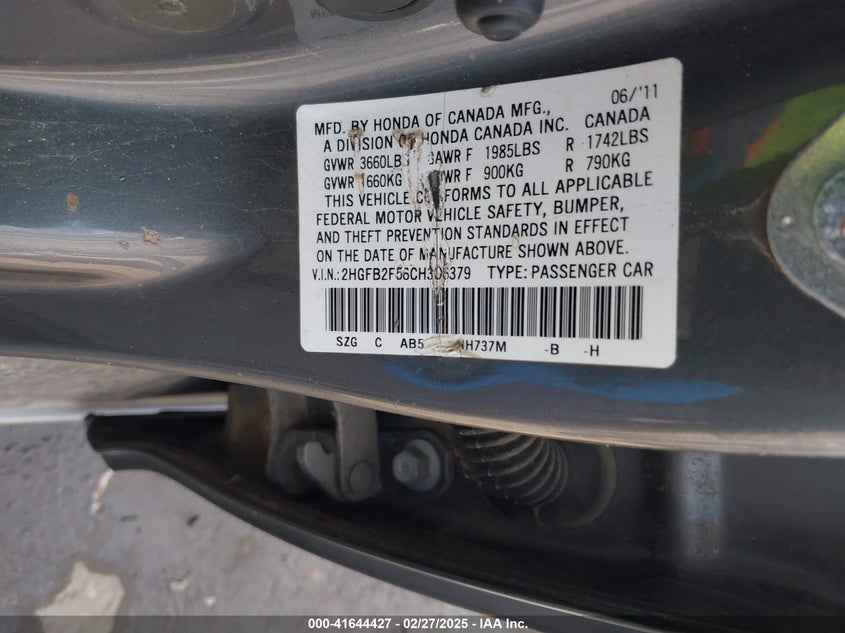 06/'11
MFD. BY HONDA OF CANADA MFG.,
A DIVISION OF HONDA CANADA INC. CANADA
GVWR 3660LBS GAWR F 1985LBS R 1742LBS
GVWR 1660KG GAWR F 900KG R 790KG
THIS VEHICLE CONFORMS TO ALL APPLICABLE
FEDERAL MOTOR VEHICLE SAFETY, BUMPER,
AND THEFT PREVENTION STANDARDS IN EFFECT
ON THE DATE OF MANUFACTURE SHOWN ABOVE.
V.I.N.: TYPE: PASSENGER CAR
SZG C AB5 NH737M -B -H
000-41644427 - 02/27/2025 - IAA Inc.